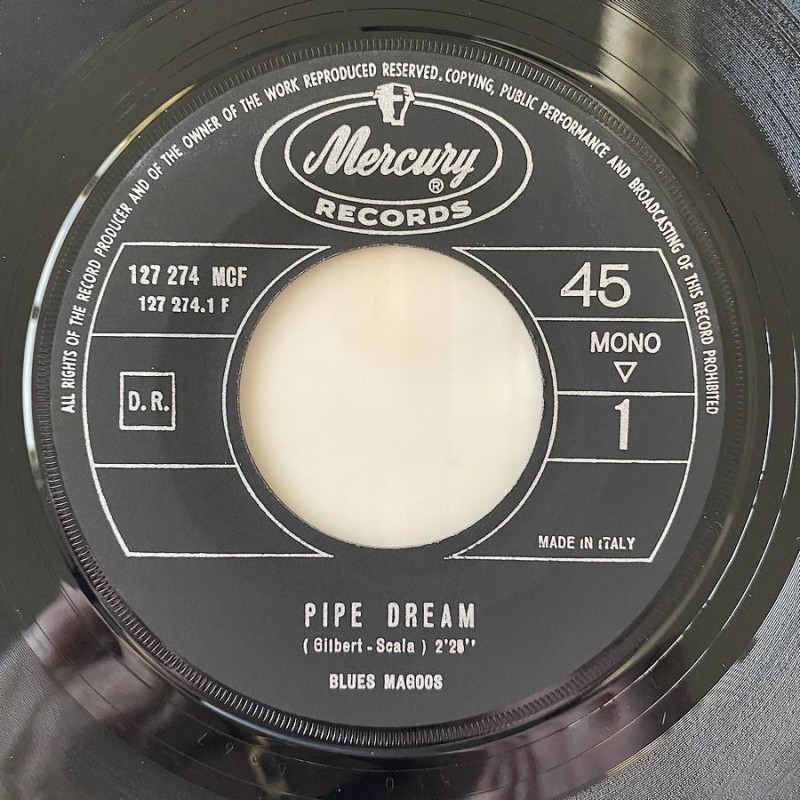 ALL RIGHTS OF THE RECORD PRODUCER AND OF THE OWNER OF THE WORK REPRODUCED RESERVED. COPYING, PUBLIC PERFORMANCE AND BROADCASTING OF THIS RECORD PROHIBITED
Mercury ®
RECORDS
127 274 MCF
127 274.1 F
45
MONO
▽
D.R.
1
MADE IN ITALY
PIPE DREAM
(Gilbert-Scala) 2'28''
BLUES MAGOOS